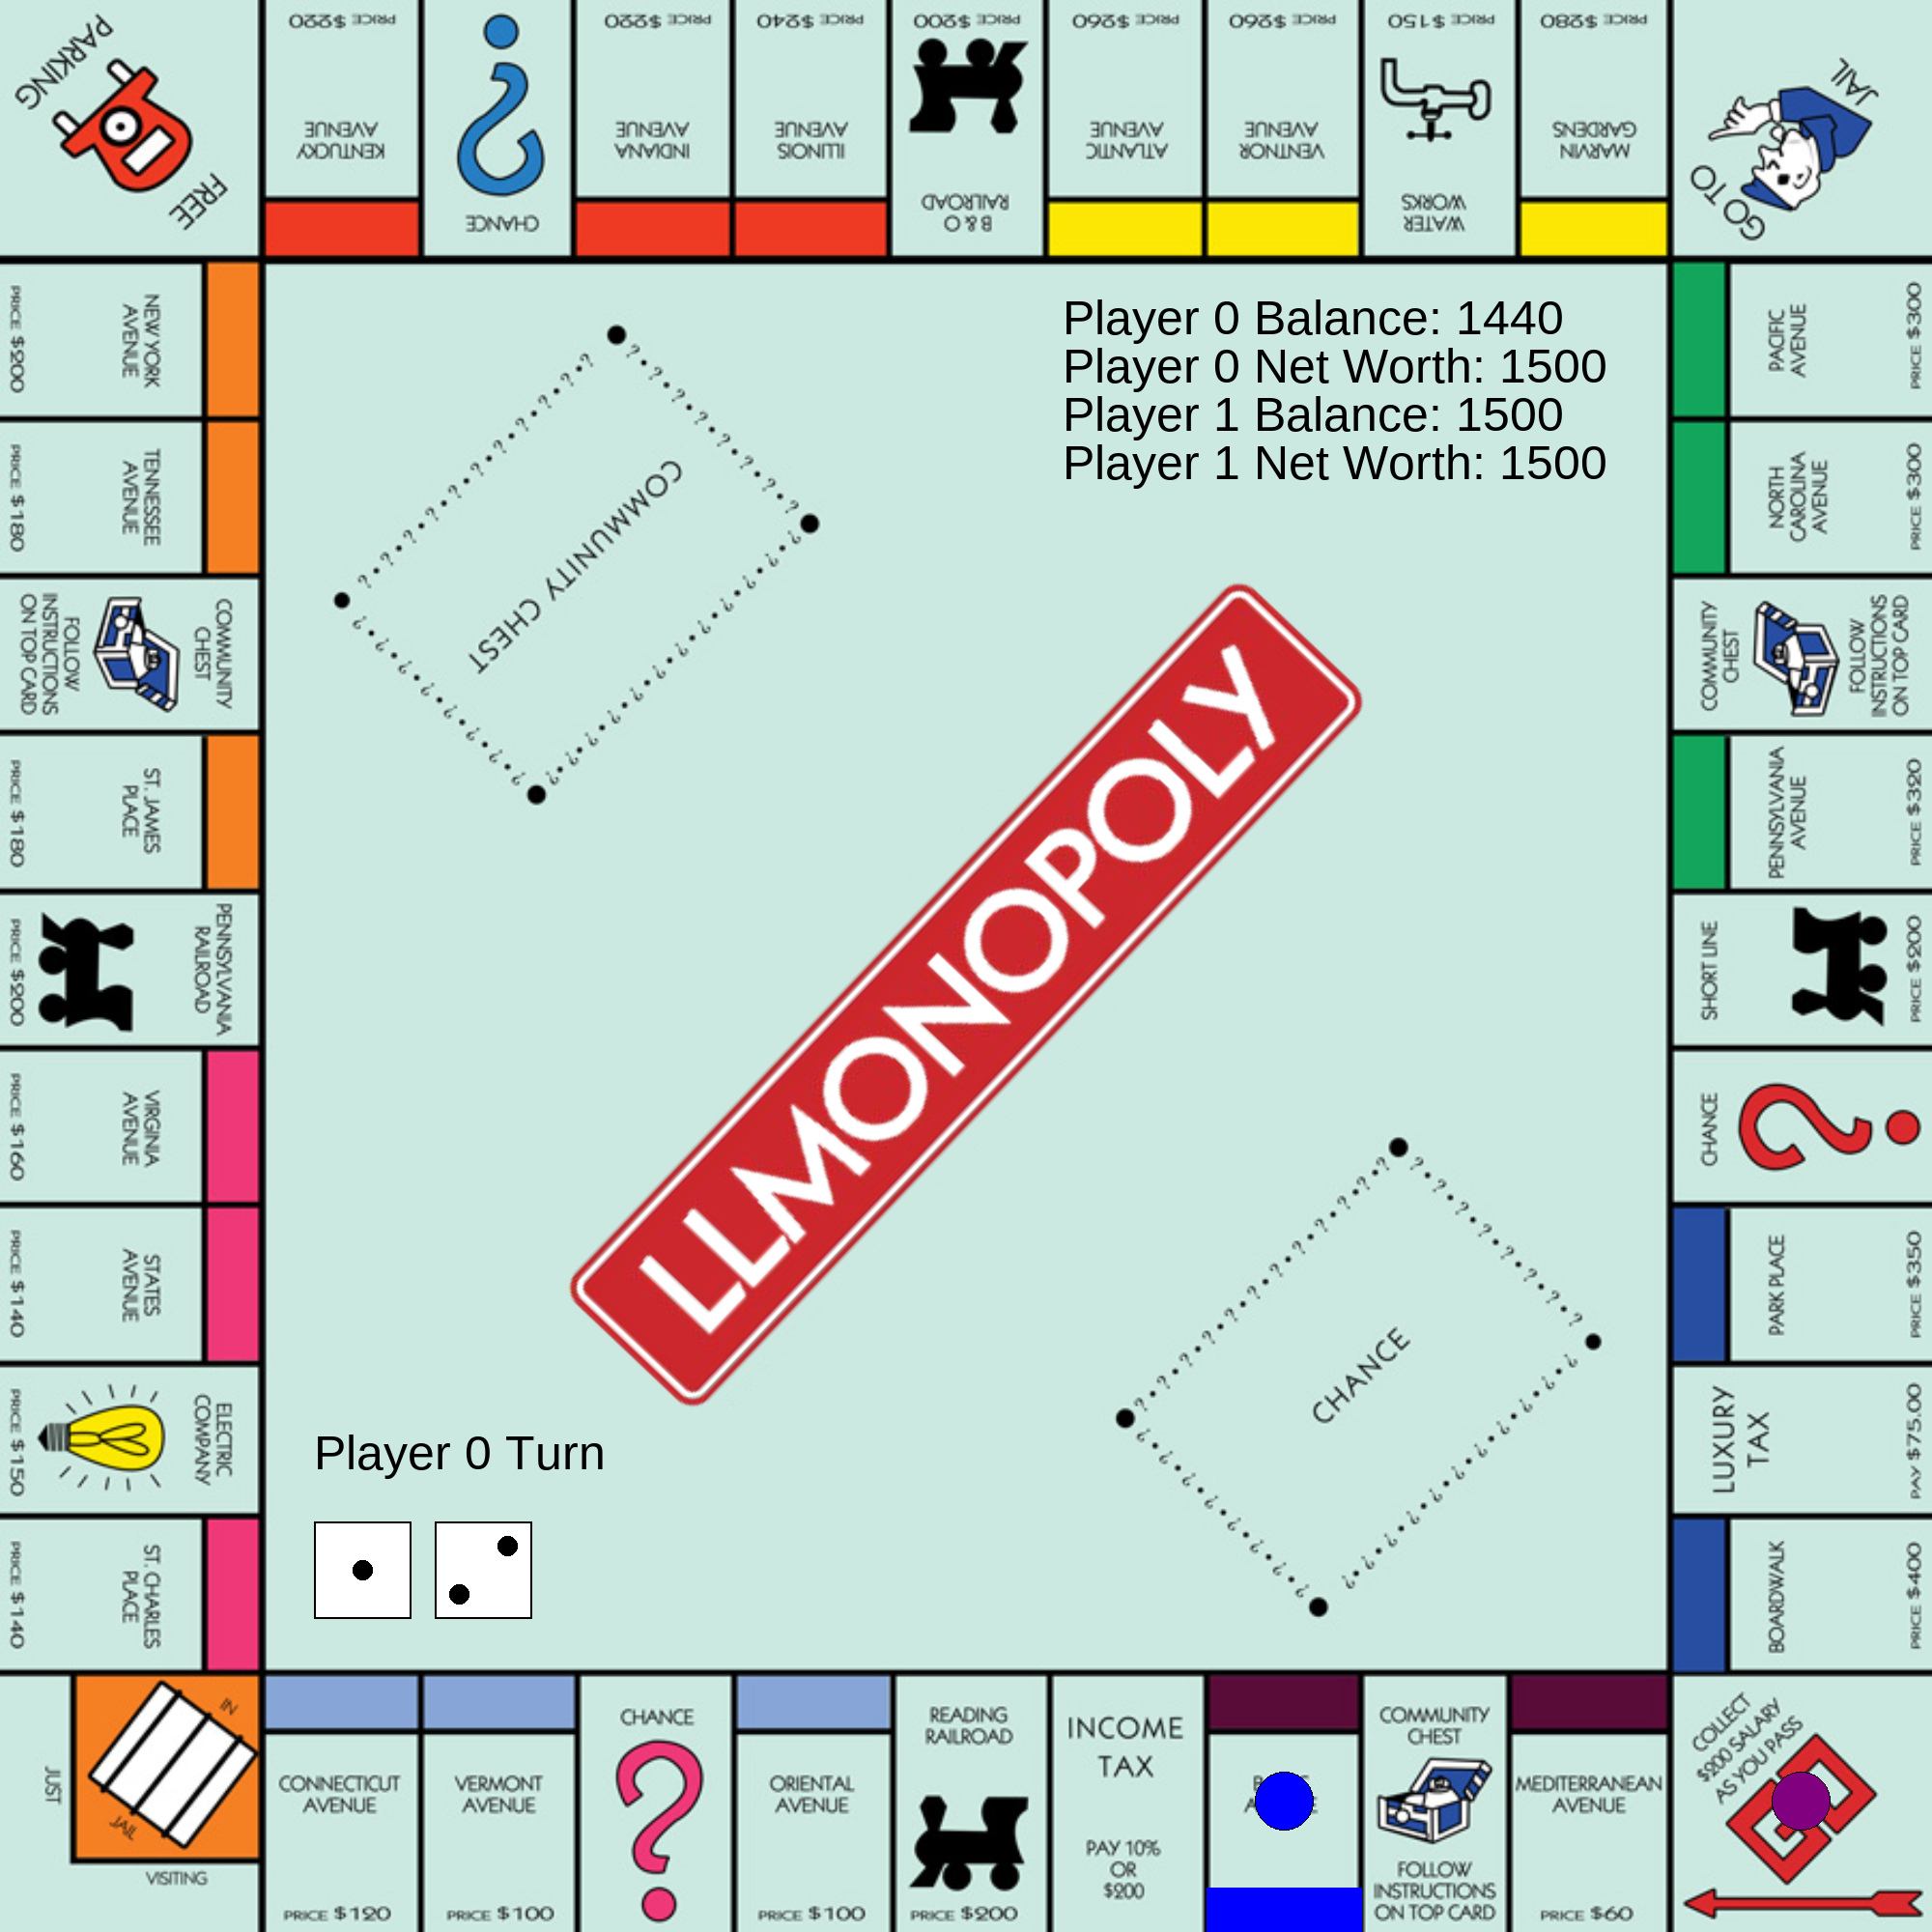 FREE
PARKING
KENTUCKY
AVENUE
PRICE $220
CHANCE
INDIANA
AVENUE
PRICE $220
ILLINOIS
AVENUE
PRICE $240
B & O
RAILROAD
PRICE $200
ATLANTIC
AVENUE
PRICE $260
VENTNOR
AVENUE
PRICE $260
WATER
WORKS
PRICE $150
MARVIN
GARDENS
PRICE $280
GO TO
JAIL
NEW YORK
AVENUE
PRICE $200
TENNESSEE
AVENUE
PRICE $180
COMMUNITY
CHEST
FOLLOW
INSTRUCTIONS
ON TOP CARD
ST. JAMES
PLACE
PRICE $180
PENNSYLVANIA
RAILROAD
PRICE $200
VIRGINIA
AVENUE
PRICE $160
STATES
AVENUE
PRICE $140
ELECTRIC
COMPANY
PRICE $150
ST. CHARLES
PLACE
PRICE $140
Player 0 Balance: 1440
Player 0 Net Worth: 1500
Player 1 Balance: 1500
Player 1 Net Worth: 1500
COMMUNITY CHEST
LLMONOPOLY
CHANCE
Player 0 Turn
PACIFIC
AVENUE
PRICE $300
NORTH
CAROLINA
AVENUE
PRICE $300
COMMUNITY
CHEST
FOLLOW
INSTRUCTIONS
ON TOP CARD
PENNSYLVANIA
AVENUE
PRICE $320
SHORT LINE
PRICE $200
CHANCE
PARK PLACE
PRICE $350
LUXURY
TAX
PAY $75.00
BOARDWALK
PRICE $400
JUST
VISITING
IN
JAIL
CONNECTICUT
AVENUE
PRICE $120
VERMONT
AVENUE
PRICE $100
CHANCE
ORIENTAL
AVENUE
PRICE $100
READING
RAILROAD
PRICE $200
INCOME
TAX
PAY 10%
OR
$200
COMMUNITY
CHEST
FOLLOW
INSTRUCTIONS
ON TOP CARD
MEDITERRANEAN
AVENUE
PRICE $60
COLLECT
$200 SALARY
AS YOU PASS